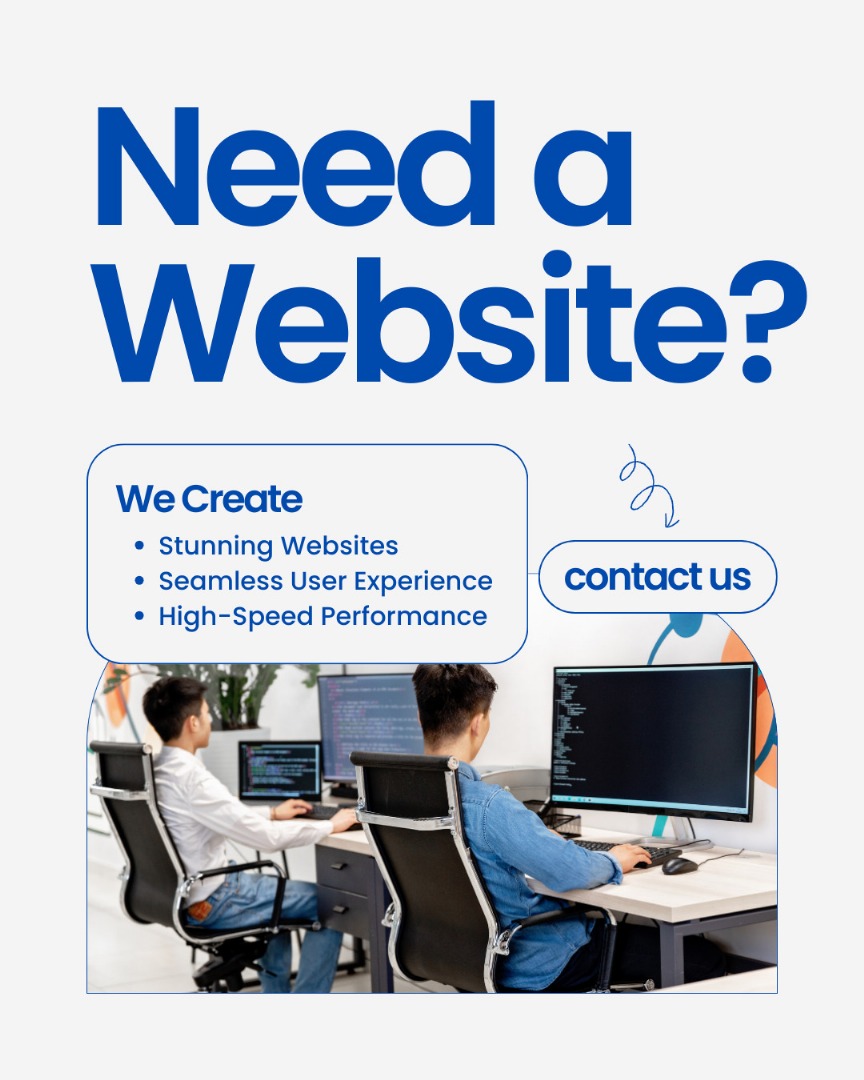 Need a
Website?
We Create
• Stunning Websites
• Seamless User Experience
• High-Speed Performance
contact us